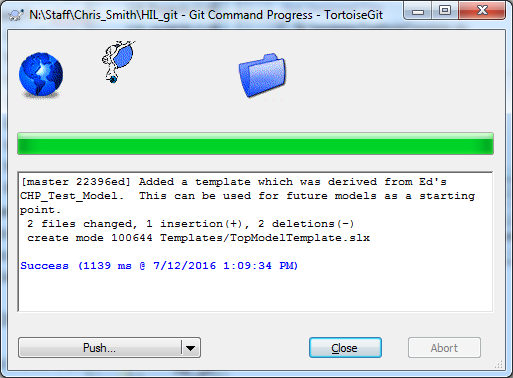 N:\Staff\Chris_Smith\HIL_git - Git Command Progress - TortoiseGit
[master 22396ed] Added a template which was derived from Ed's
CHP_Test_Model.  This can be used for future models as a starting
point.
 2 files changed, 1 insertion(+), 2 deletions(-)
 create mode 100644 Templates/TopModelTemplate.slx
Success (1139 ms @ 7/12/2016 1:09:34 PM)
Push...
Close
Abort